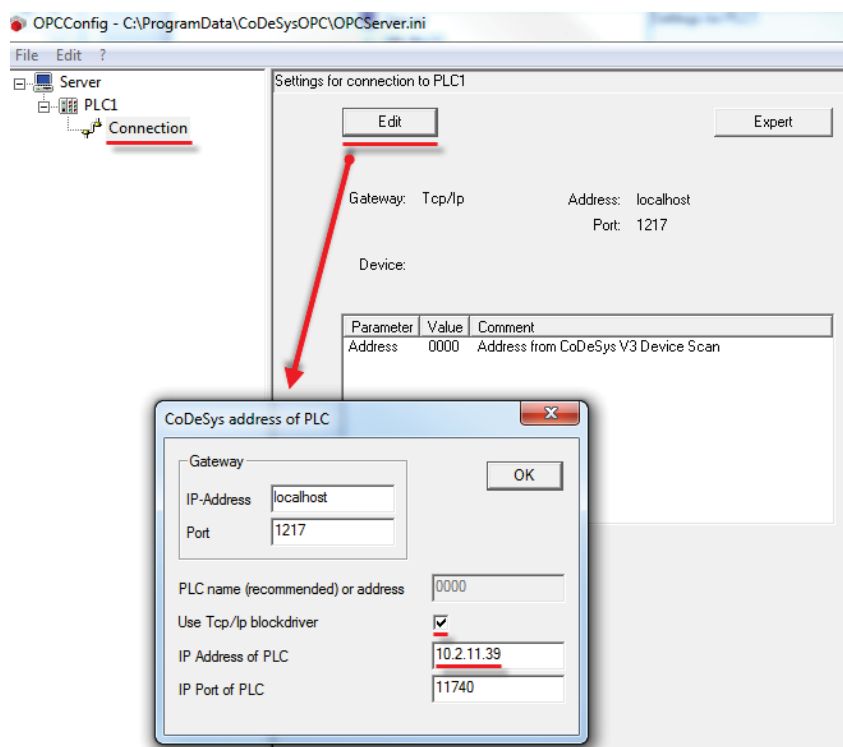 OPCConfig - C:\ProgramData\CoDeSysOPC\OPCServer.ini
File Edit ?
Server
PLC1
Connection
Settings for connection to PLC1
Edit
Expert
Gateway: Tcp/Ip
Address: localhost
Port: 1217
Device:
Parameter Value Comment
Address 0000 Address from CoDeSys V3 Device Scan
CoDeSys address of PLC
Gateway
OK
IP-Address localhost
Port 1217
PLC name (recommended) or address 0000
Use Tcp/Ip blockdriver
IP Address of PLC 10.2.11.39
IP Port of PLC 11740